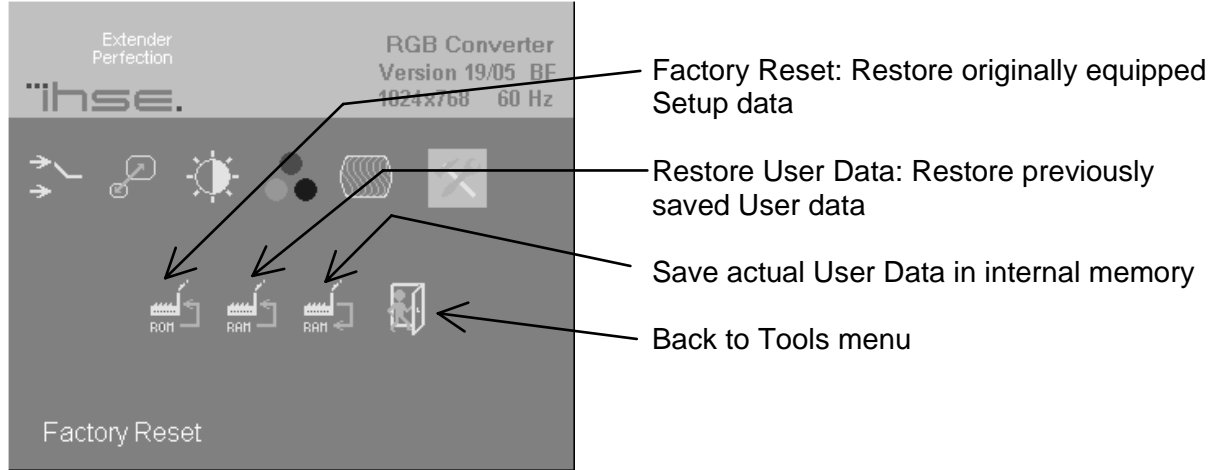 Extender
Perfection
ihse.
RGB Converter
Version 19/05 BF
1024x768 60 Hz
Factory Reset: Restore originally equipped
Setup data
Restore User Data: Restore previously
saved User data
Save actual User Data in internal memory
Back to Tools menu
ROM
RAM
RAM
Factory Reset